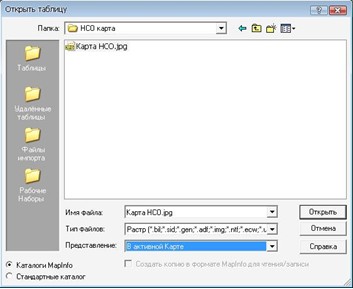 Открыть таблицу
Папка:
НСО карта
Карта НСО.jpg
Таблицы
Удалённые
таблицы
Файлы
импорта
Рабочие
Наборы
Имя файла:
Карта НСО.jpg
Открыть
Тип файлов:
Растр (*.bil;*.sid;*.gen;*.adf;*.img;*.ntf;*.ecw;*.u
Отмена
Представление:
В активной Карте
Справка
Каталоги MapInfo
Создать копию в формате MapInfo для чтения/записи
Стандартные каталог